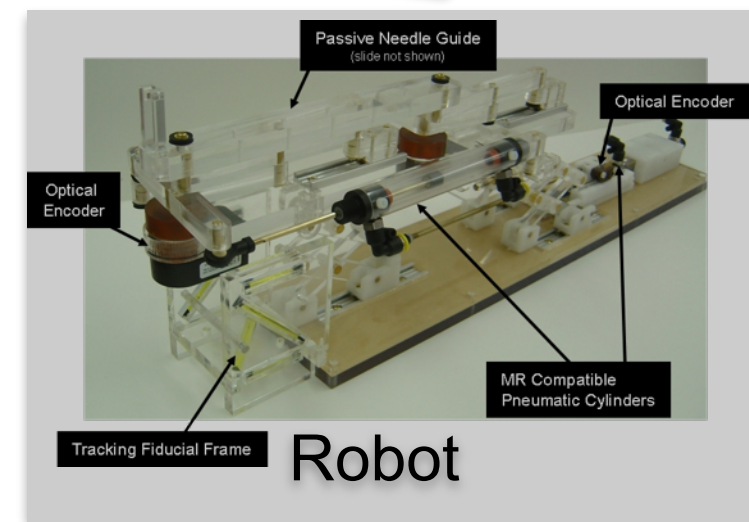 Passive Needle Guide
(slide not shown)
Optical Encoder
Optical
Encoder
MR Compatible
Pneumatic Cylinders
Tracking Fiducial Frame
Robot